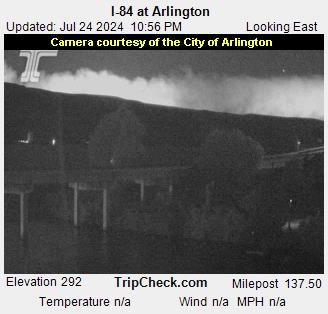 I-84 at Arlington
Updated: Jul 24 2024 10:56 PM Looking East
Camera courtesy of the City of Arlington
Elevation 292 TripCheck.com Milepost 137.50
Temperature n/a Wind n/a MPH n/a